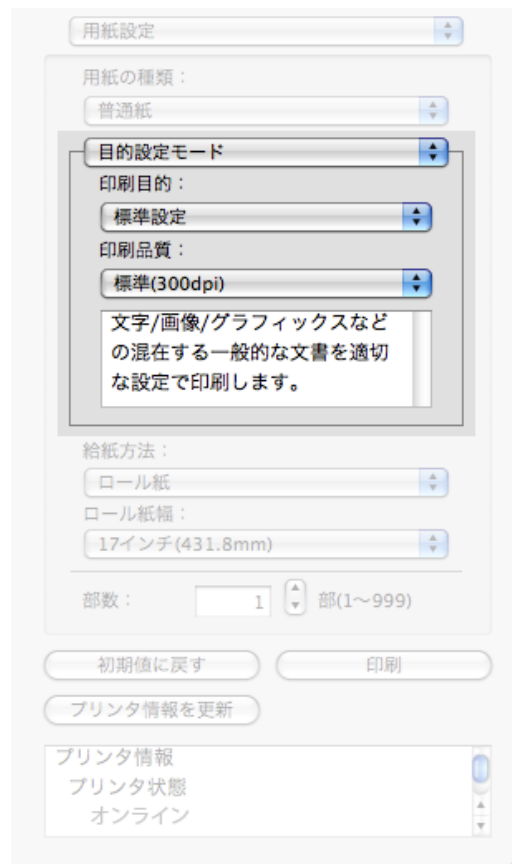 用紙設定
用紙の種類：
普通紙
目的設定モード
印刷目的：
標準設定
印刷品質：
標準(300dpi)
文字/画像/グラフィックスなど
の混在する一般的な文書を適切
な設定で印刷します。
給紙方法：
ロール紙
ロール紙幅：
17インチ(431.8mm)
部数： 1 部(1～999)
初期値に戻す 印刷
プリンタ情報を更新
プリンタ情報
プリンタ状態
オンライン